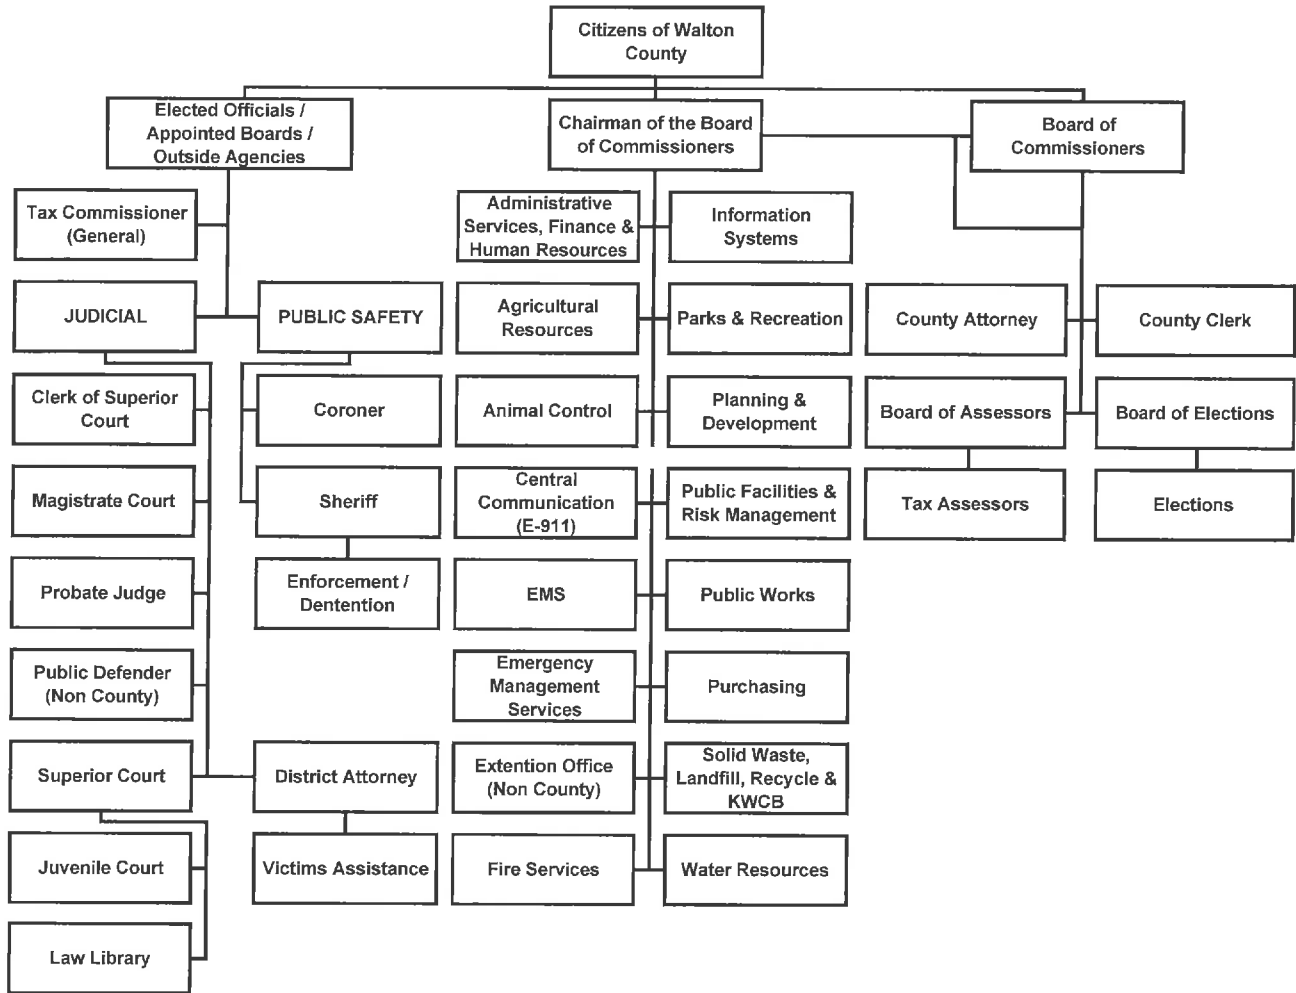 Citizens of Walton
County
Elected Officials /
Appointed Boards /
Outside Agencies
Chairman of the Board
of Commissioners
Board of
Commissioners
Tax Commissioner
(General)
Administrative
Services, Finance &
Human Resources
Information
Systems
JUDICIAL
PUBLIC SAFETY
Agricultural
Resources
Parks & Recreation
County Attorney
County Clerk
Clerk of Superior
Court
Coroner
Animal Control
Planning &
Development
Board of Assessors
Board of Elections
Magistrate Court
Sheriff
Central
Communication
(E-911)
Public Facilities &
Risk Management
Tax Assessors
Elections
Probate Judge
Enforcement /
Dentention
EMS
Public Works
Public Defender
(Non County)
Emergency
Management
Services
Purchasing
Superior Court
District Attorney
Extention Office
(Non County)
Solid Waste,
Landfill, Recycle &
KWCB
Juvenile Court
Victims Assistance
Fire Services
Water Resources
Law Library